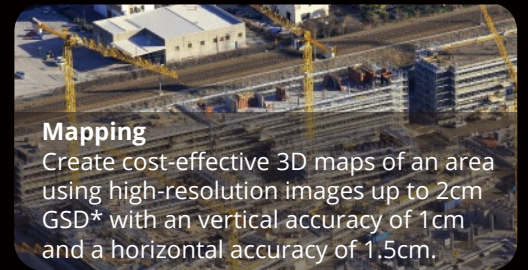 Mapping
Create cost-effective 3D maps of an area
using high-resolution images up to 2cm
GSD* with an vertical accuracy of 1cm
and a horizontal accuracy of 1.5cm.